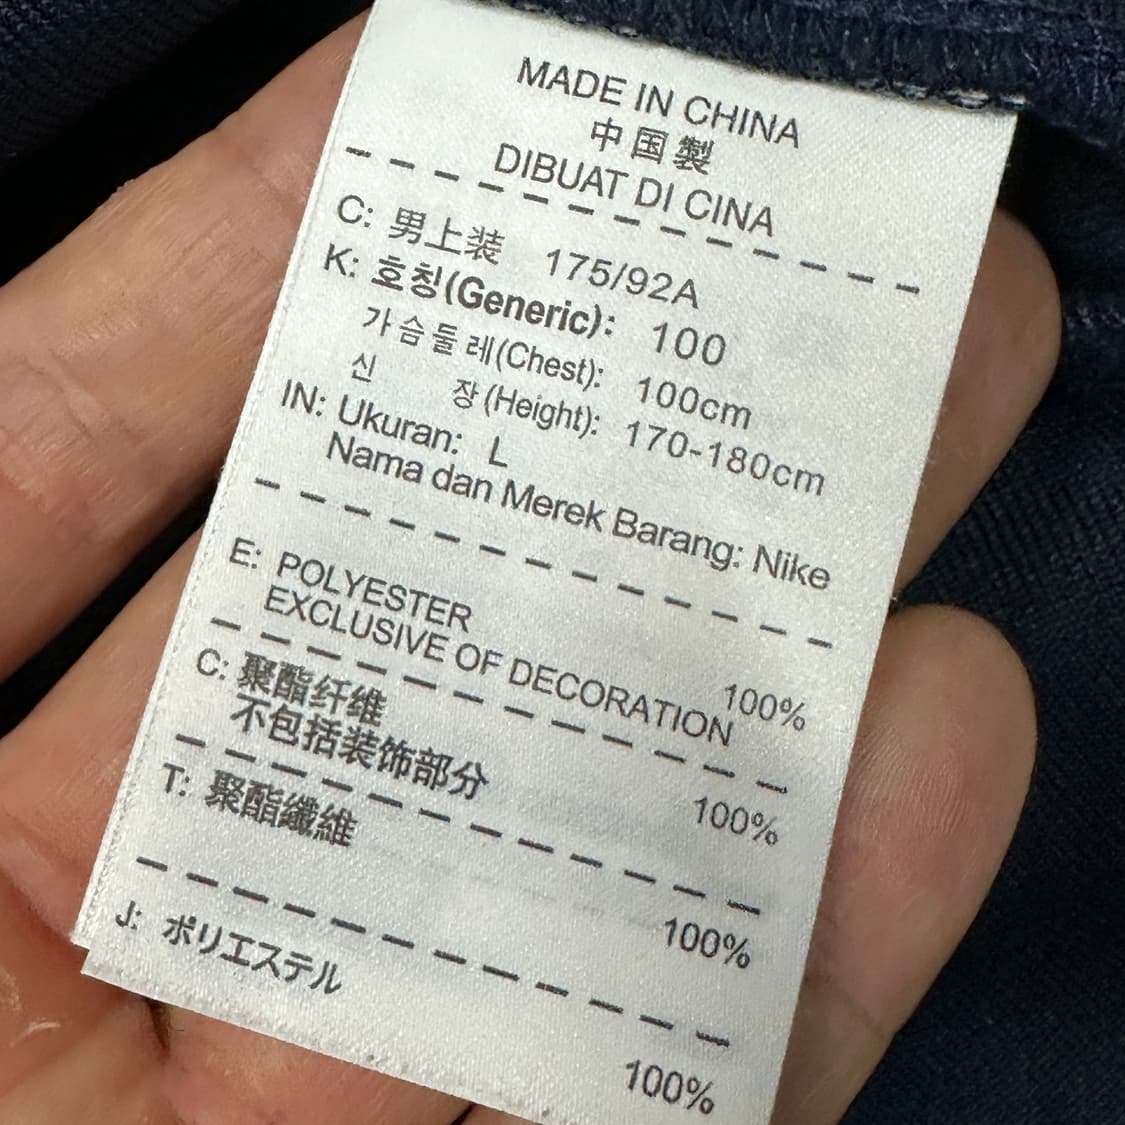 MADE IN CHINA
中国製
DIBUAT DI CINA
C: 男上装 175/92A
K: 호칭(Generic): 100
가슴둘레(Chest): 100cm
신 장(Height): 170-180cm
IN: Ukuran: L
Nama dan Merek Barang: Nike
E: POLYESTER 100%
EXCLUSIVE OF DECORATION
C: 聚酯纤维 100%
不包括装饰部分
T: 聚酯纖維 100%
J: ポリエステル 100%